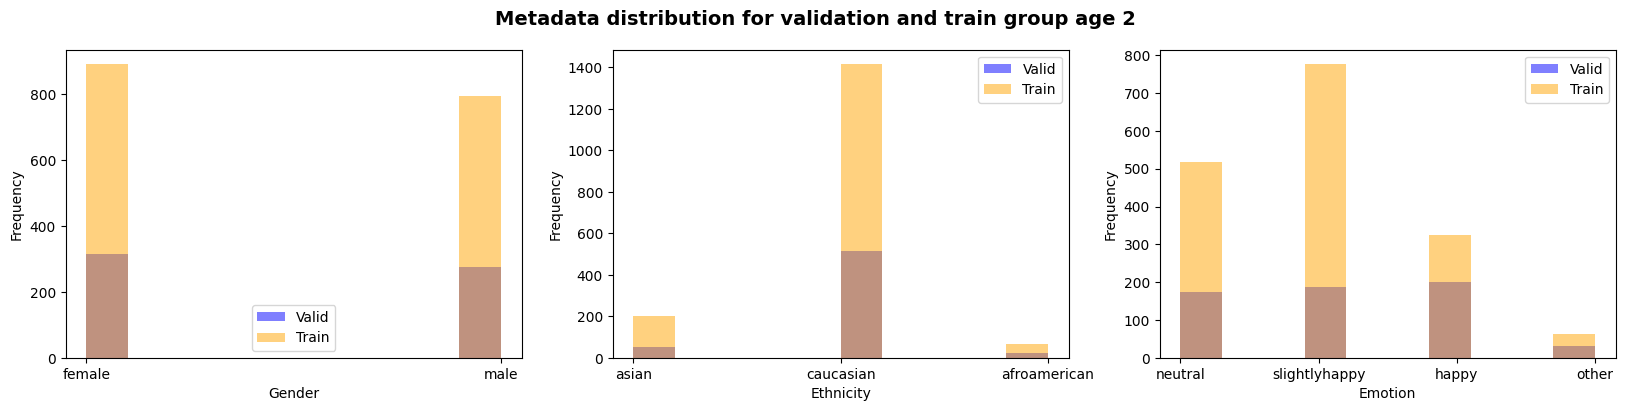 Metadata distribution for validation and train group age 2
Frequency
800
600
400
200
0
female
male
Gender
Valid
Train
Frequency
1400
1200
1000
800
600
400
200
0
asian
caucasian
afroamerican
Ethnicity
Valid
Train
Frequency
800
700
600
500
400
300
200
100
0
neutral
slightlyhappy
happy
other
Emotion
Valid
Train